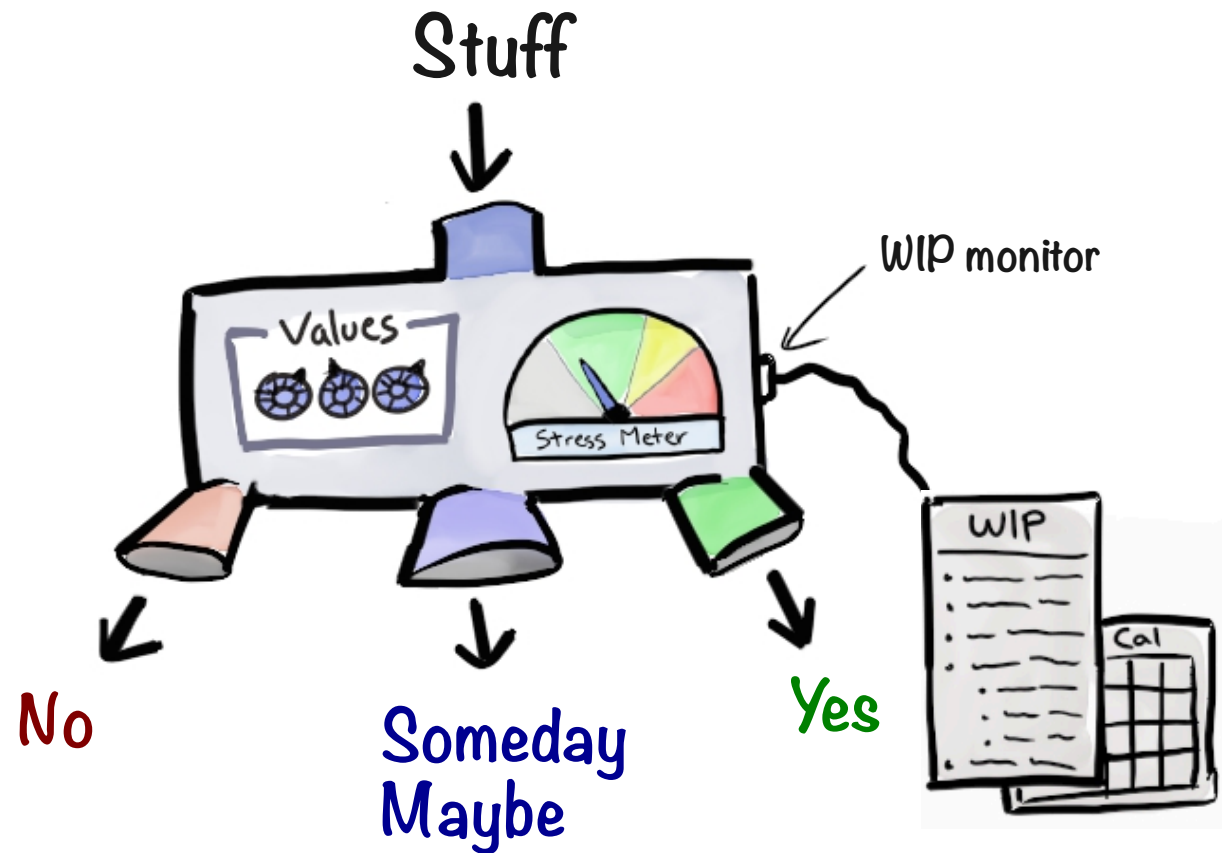 Stuff
WIP monitor
Values
Stress Meter
WIP
Cal
No
Someday
Maybe
Yes